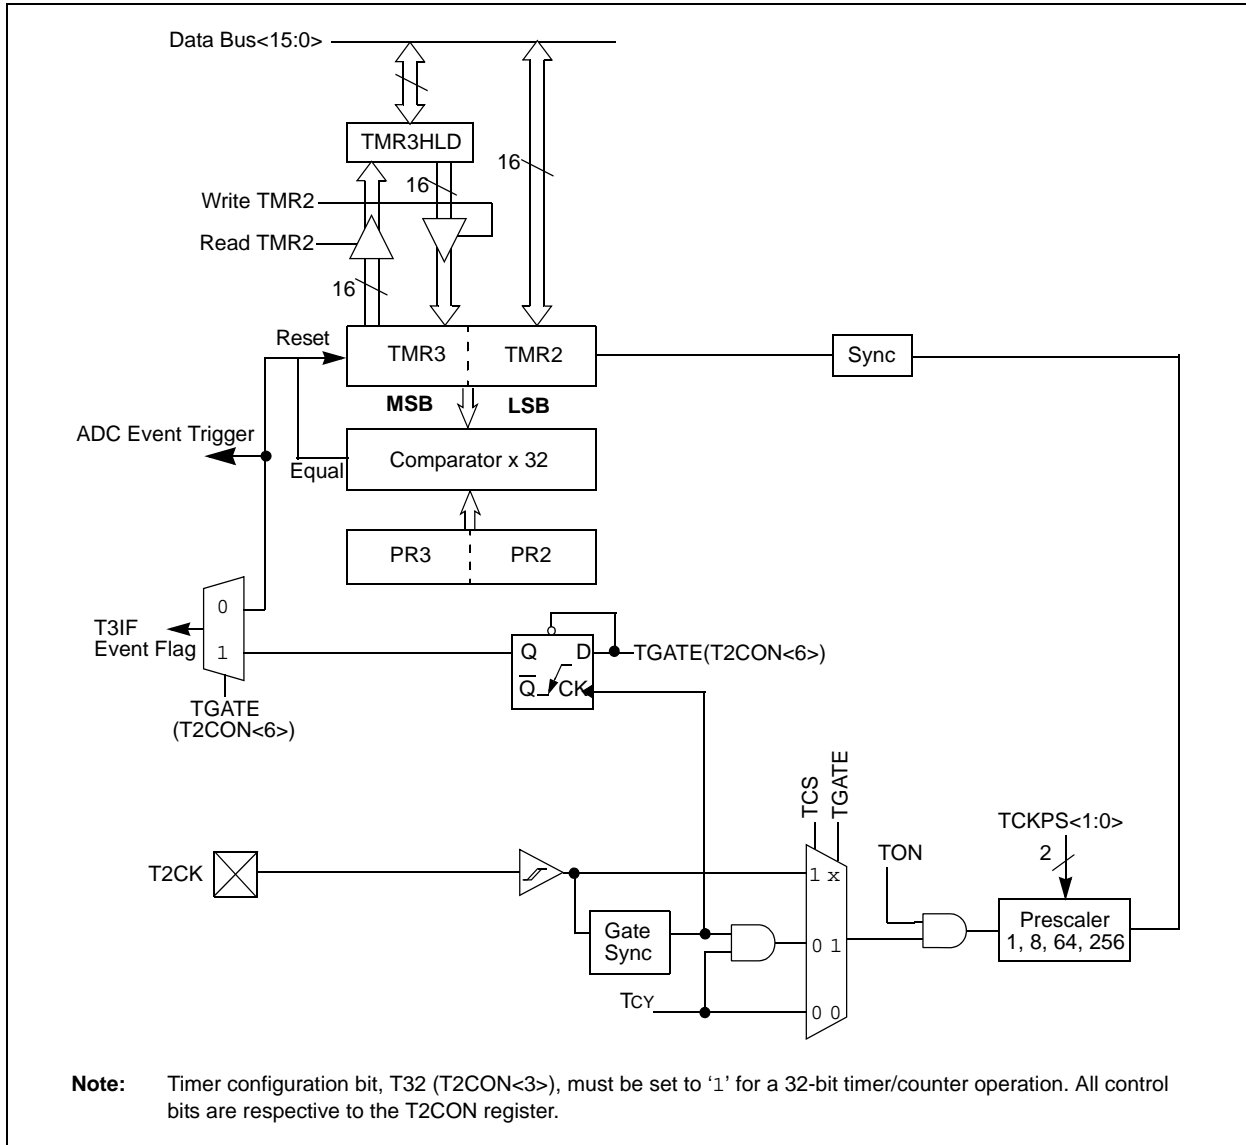 Data Bus<15:0>
TMR3HLD
16
16
Write TMR2
Read TMR2
16
Reset
TMR3
TMR2
Sync
MSB
LSB
ADC Event Trigger
Equal
Comparator x 32
PR3
PR2
0
T3IF
Event Flag
1
Q
D
TGATE(T2CON<6>)
Q
CK
TGATE
(T2CON<6>)
TCS
TGATE
TCKPS<1:0>
2
TON
T2CK
1 x
Gate
Sync
0 1
Prescaler
1, 8, 64, 256
TCY
0 0
Note: Timer configuration bit, T32 (T2CON<3>), must be set to ‘1’ for a 32-bit timer/counter operation. All control
bits are respective to the T2CON register.